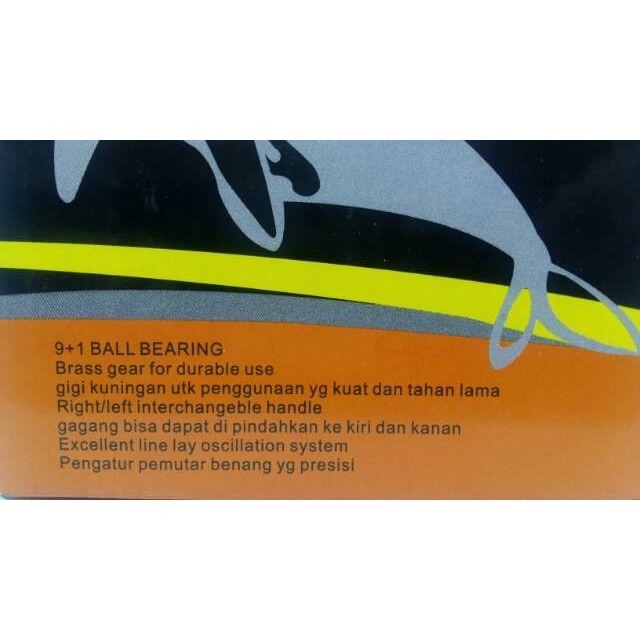 9+1 BALL BEARING
Brass gear for durable use
gigi kuningan utk penggunaan yg kuat dan tahan lama
Right/left interchangeble handle
gagang bisa dapat di pindahkan ke kiri dan kanan
Excellent line lay oscillation system
Pengatur pemutar benang yg presisi